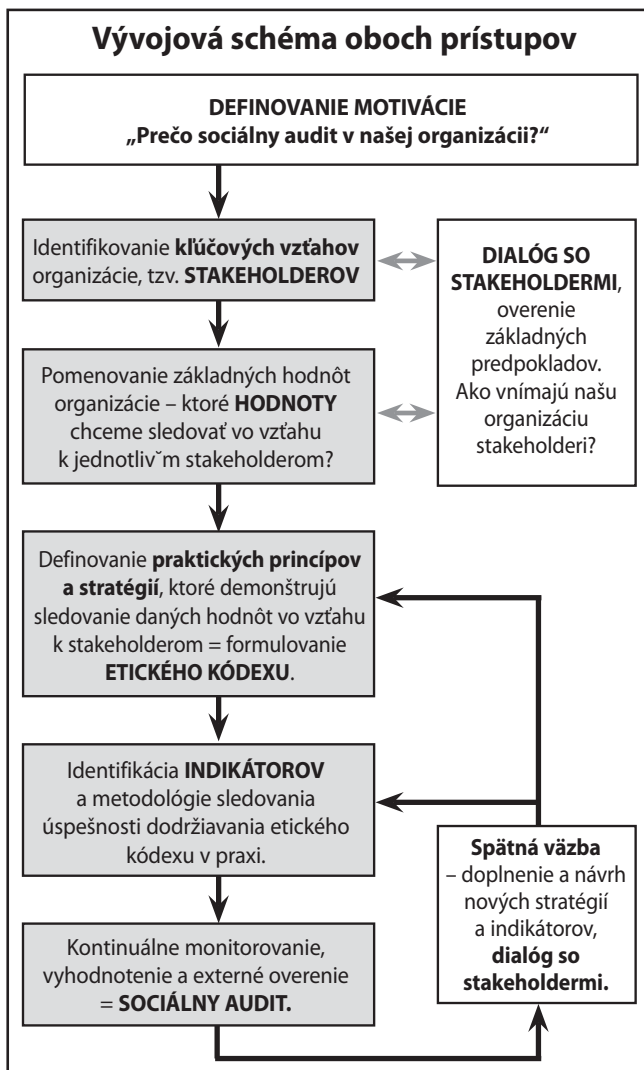 Vývojová schéma oboch prístupov
DEFINOVANIE MOTIVÁCIE
„Prečo sociálny audit v našej organizácii?“
Identifikovanie kľúčových vzťahov
organizácie, tzv. STAKEHOLDEROV
DIALÓG SO
STAKEHOLDERMI,
overenie
základných
predpokladov.
Ako vnímajú našu
organizáciu
stakeholderi?
Pomenovanie základných hodnôt
organizácie – ktoré HODNOTY
chceme sledovať vo vzťahu
k jednotlivˇm stakeholderom?
Definovanie praktických princípov
a stratégií, ktoré demonštrujú
sledovanie daných hodnôt vo vzťahu
k stakeholderom = formulovanie
ETICKÉHO KÓDEXU.
Identifikácia INDIKÁTOROV
a metodológie sledovania
úspešnosti dodržiavania etického
kódexu v praxi.
Spätná väzba
– doplnenie a návrh
nových stratégií
a indikátorov,
dialóg so
stakeholdermi.
Kontinuálne monitorovanie,
vyhodnotenie a externé overenie
= SOCIÁLNY AUDIT.